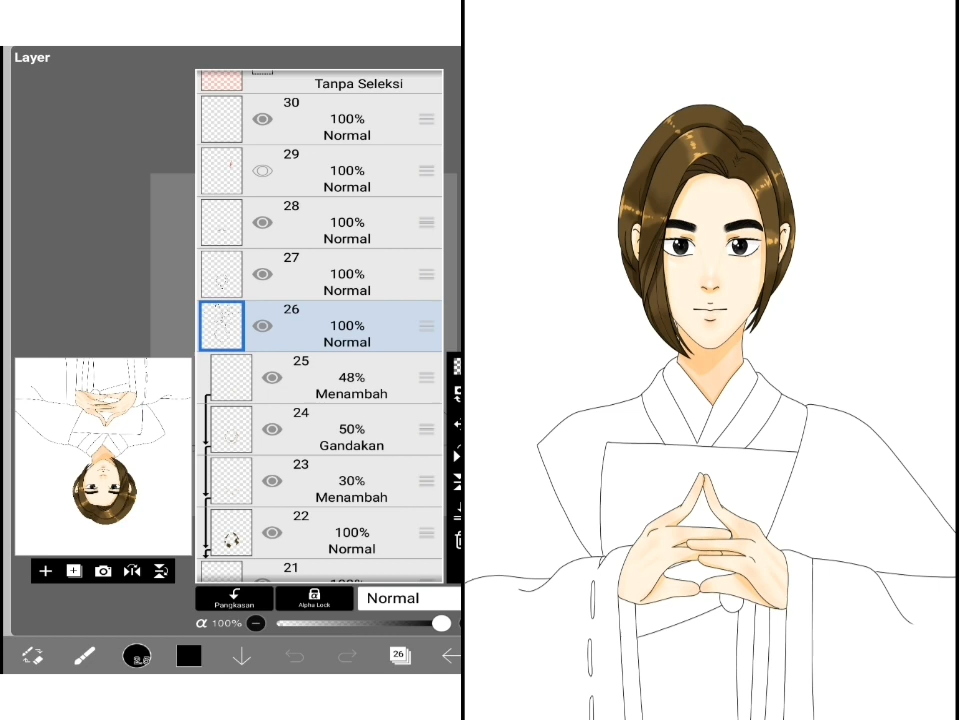 Layer
Tanpa Seleksi
30
100%
Normal
29
100%
Normal
28
100%
Normal
27
100%
Normal
26
100%
Normal
25
48%
Menambah
24
50%
Gandakan
23
30%
Menambah
22
100%
Normal
21
Pangkasan
Alpha Lock
Normal
α 100%
26